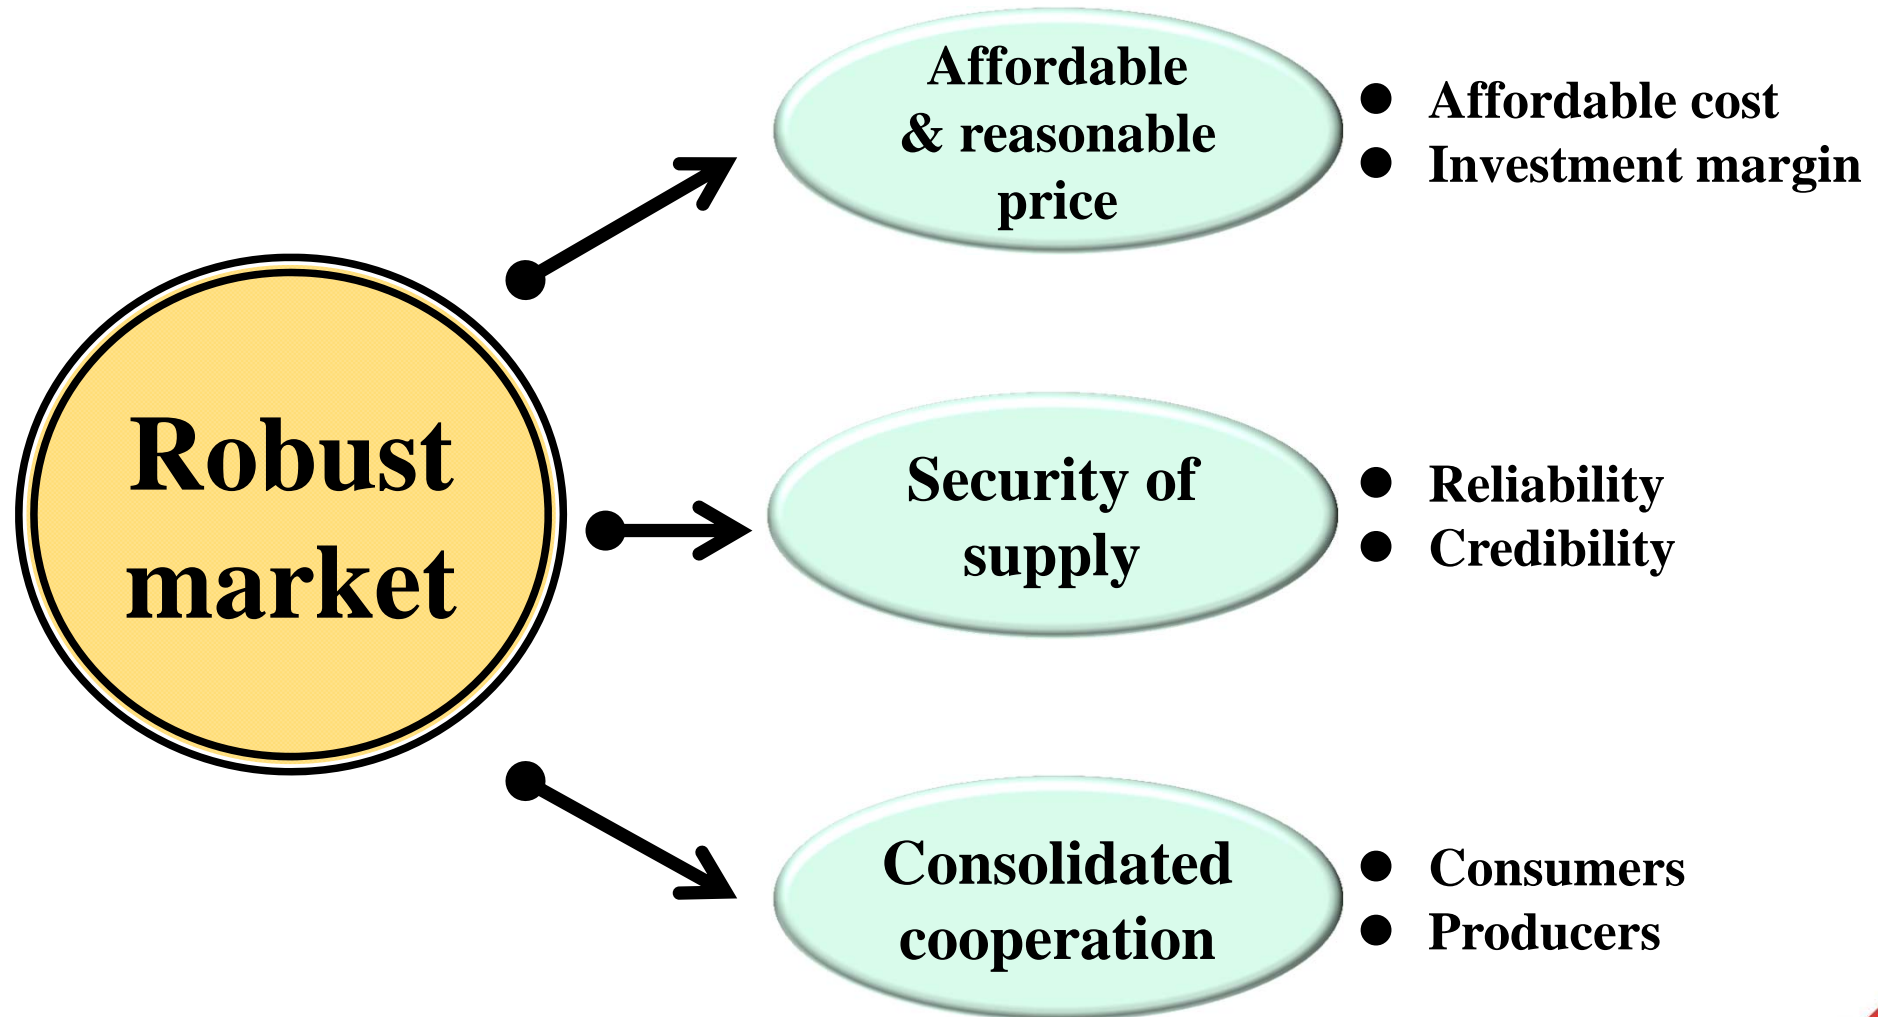 Robust
market
Affordable
& reasonable
price
● Affordable cost
● Investment margin
Security of
supply
● Reliability
● Credibility
Consolidated
cooperation
● Consumers
● Producers